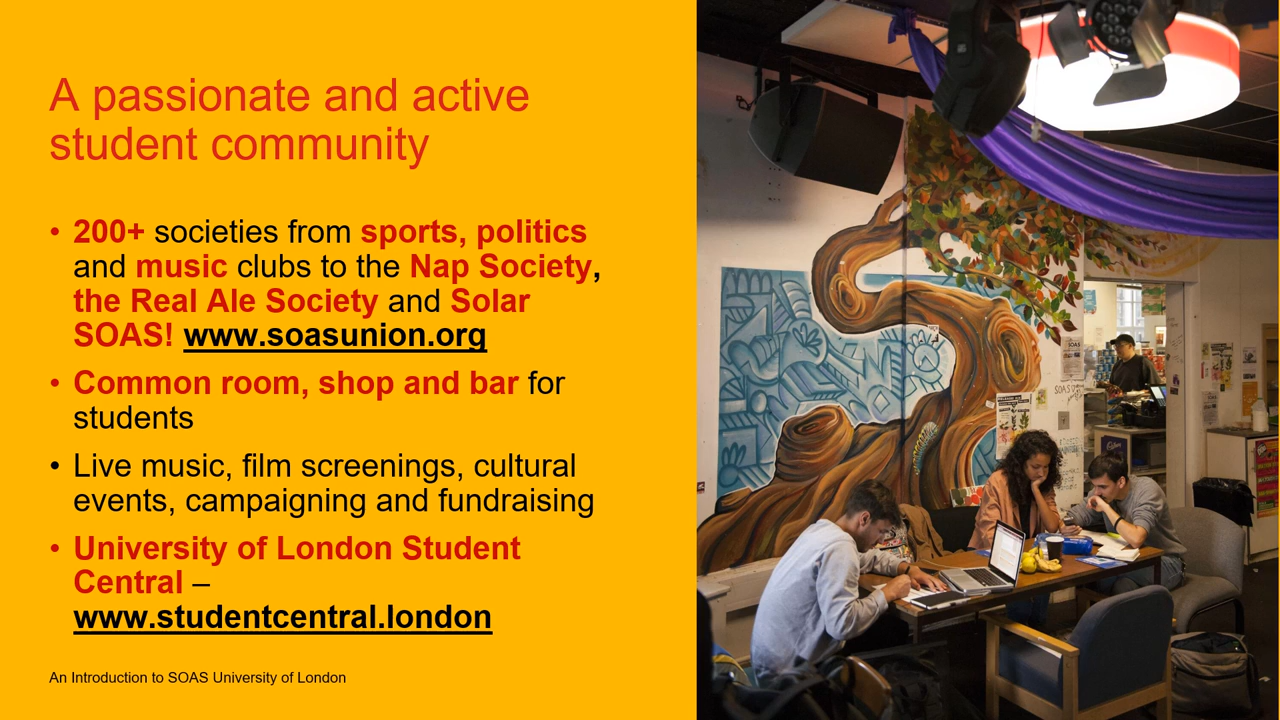 A passionate and active
student community
• 200+ societies from sports, politics
and music clubs to the Nap Society,
the Real Ale Society and Solar
SOAS! www.soasunion.org
• Common room, shop and bar for
students
• Live music, film screenings, cultural
events, campaigning and fundraising
• University of London Student
Central –
www.studentcentral.london
An Introduction to SOAS University of London